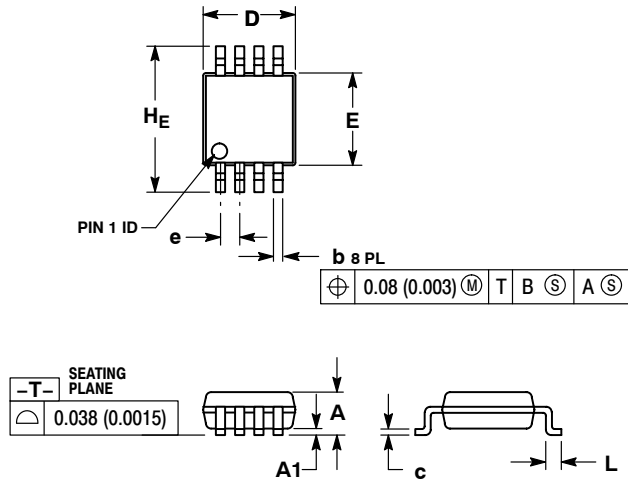 D
H_E
E
PIN 1 ID
e
b 8 PL
⌖ 0.08 (0.003) Ⓜ T B Ⓢ A Ⓢ
–T– SEATING PLANE
⌓ 0.038 (0.0015)
A
A1
c
L